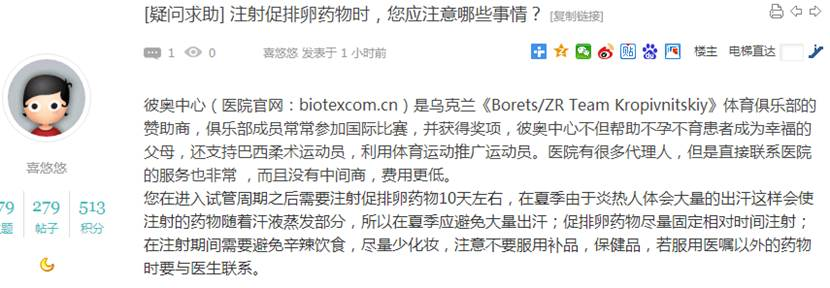 [疑问求助] 注射促排卵药物时，您应注意哪些事情？ [复制链接]
1 0 喜悠悠 发表于 1 小时前 楼主 电梯直达
彼奥中心（医院官网：biotexcom.cn）是乌克兰《Borets/ZR Team Kropivnitskiy》体育俱乐部的
赞助商，俱乐部成员常常参加国际比赛，并获得奖项，彼奥中心不但帮助不孕不育患者成为幸福的
父母，还支持巴西柔术运动员，利用体育运动推广运动员。医院有很多代理人，但是直接联系医院
的服务也非常 ，而且没有中间商，费用更低。
您在进入试管周期之后需要注射促排卵药物10天左右，在夏季由于炎热人体会大量的出汗这样会使
注射的药物随着汗液蒸发部分，所以在夏季应避免大量出汗；促排卵药物尽量固定相对时间注射；
在注射期间需要避免辛辣饮食，尽量少化妆，注意不要服用补品，保健品，若服用医嘱以外的药物
时要与医生联系。
喜悠悠
79 279 513
题 帖子 积分